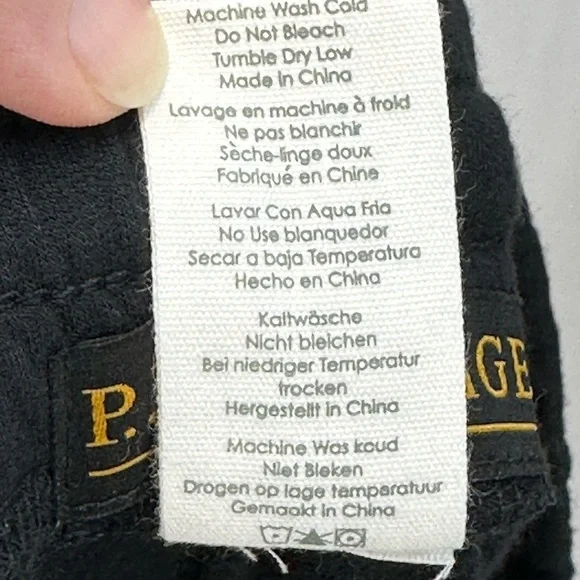 Machine Wash Cold
Do Not Bleach
Tumble Dry Low
Made in China
Lavage en machine à froid
Ne pas blanchir
Sèche-linge doux
Fabriqué en Chine
Lavar Con Aqua Fria
No Use blanquedor
Secar a baja Temperatura
Hecho en China
Kaltwäsche
Nicht bleichen
Bei niedriger Temperatur
trocken
Hergestellt in China
Machine Was koud
Niet Bleken
Drogen op lage temperatuur
Gemaakt in China
P.
AGE